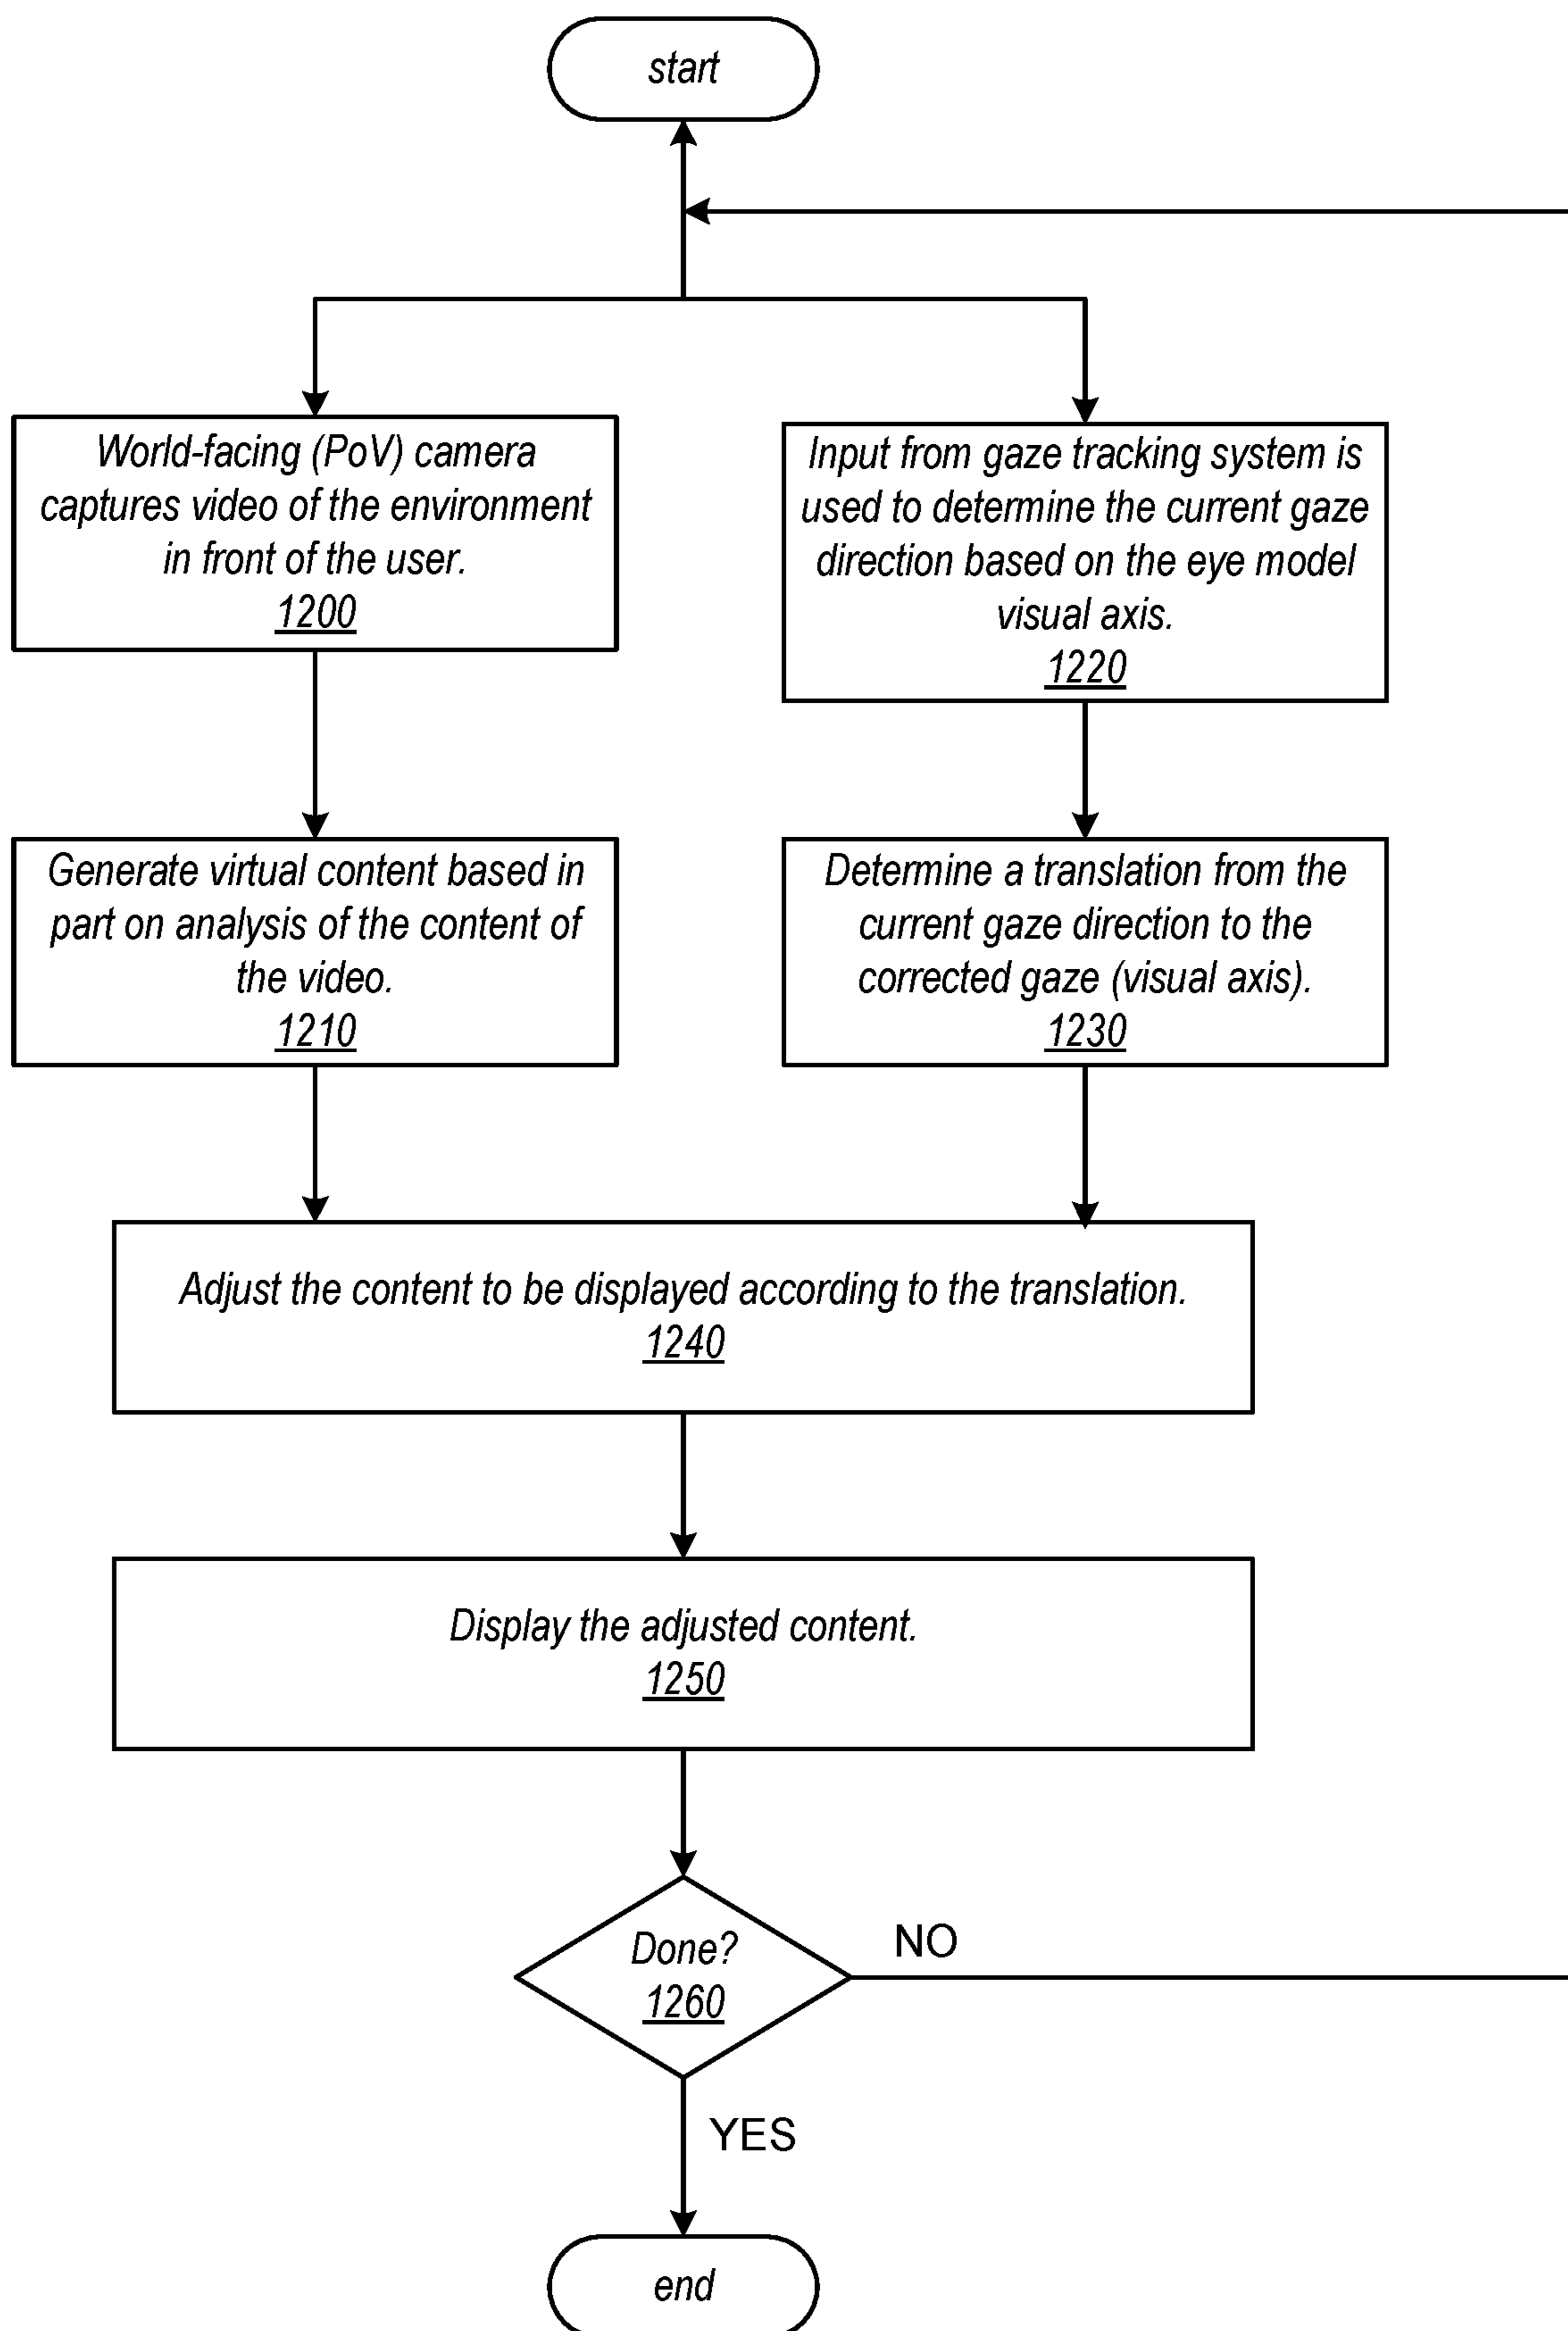 start
World-facing (PoV) camera
captures video of the environment
in front of the user.
1200
Input from gaze tracking system is
used to determine the current gaze
direction based on the eye model
visual axis.
1220
Generate virtual content based in
part on analysis of the content of
the video.
1210
Determine a translation from the
current gaze direction to the
corrected gaze (visual axis).
1230
Adjust the content to be displayed according to the translation.
1240
Display the adjusted content.
1250
Done?
1260
NO
YES
end